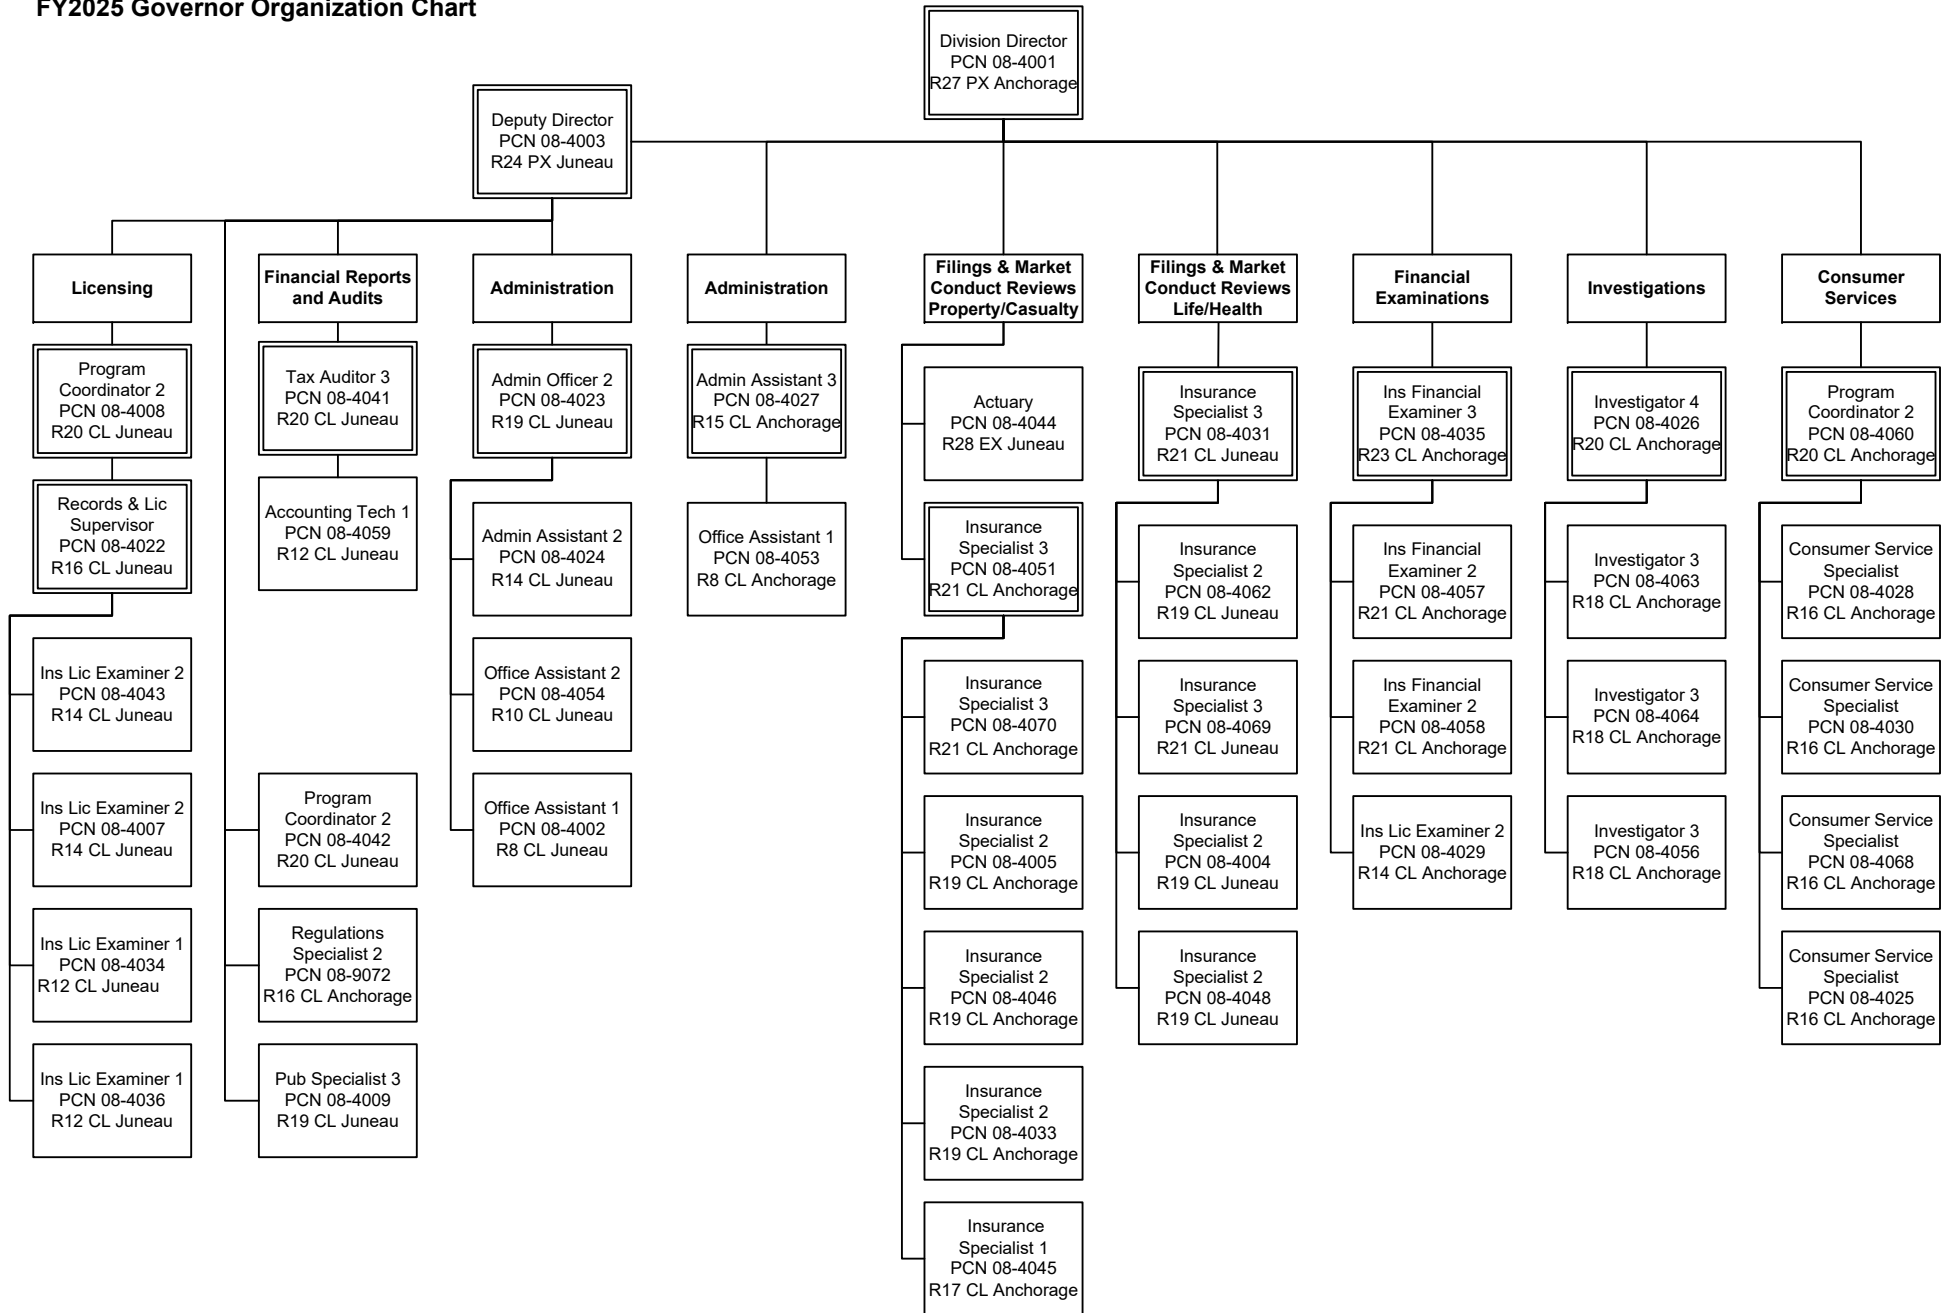 FY2025 Governor Organization Chart
Division Director
PCN 08-4001
R27 PX Anchorage
Deputy Director
PCN 08-4003
R24 PX Juneau
Licensing
Program
Coordinator 2
PCN 08-4008
R20 CL Juneau
Records & Lic
Supervisor
PCN 08-4022
R16 CL Juneau
Ins Lic Examiner 2
PCN 08-4043
R14 CL Juneau
Ins Lic Examiner 2
PCN 08-4007
R14 CL Juneau
Ins Lic Examiner 1
PCN 08-4034
R12 CL Juneau
Ins Lic Examiner 1
PCN 08-4036
R12 CL Juneau
Financial Reports
and Audits
Tax Auditor 3
PCN 08-4041
R20 CL Juneau
Accounting Tech 1
PCN 08-4059
R12 CL Juneau
Program
Coordinator 2
PCN 08-4042
R20 CL Juneau
Regulations
Specialist 2
PCN 08-9072
R16 CL Anchorage
Pub Specialist 3
PCN 08-4009
R19 CL Juneau
Administration
Admin Officer 2
PCN 08-4023
R19 CL Juneau
Admin Assistant 2
PCN 08-4024
R14 CL Juneau
Office Assistant 2
PCN 08-4054
R10 CL Juneau
Office Assistant 1
PCN 08-4002
R8 CL Juneau
Administration
Admin Assistant 3
PCN 08-4027
R15 CL Anchorage
Office Assistant 1
PCN 08-4053
R8 CL Anchorage
Filings & Market
Conduct Reviews
Property/Casualty
Actuary
PCN 08-4044
R28 EX Juneau
Insurance
Specialist 3
PCN 08-4051
R21 CL Anchorage
Insurance
Specialist 3
PCN 08-4070
R21 CL Anchorage
Insurance
Specialist 2
PCN 08-4005
R19 CL Anchorage
Insurance
Specialist 2
PCN 08-4046
R19 CL Anchorage
Insurance
Specialist 2
PCN 08-4033
R19 CL Anchorage
Insurance
Specialist 1
PCN 08-4045
R17 CL Anchorage
Filings & Market
Conduct Reviews
Life/Health
Insurance
Specialist 3
PCN 08-4031
R21 CL Juneau
Insurance
Specialist 2
PCN 08-4062
R19 CL Juneau
Insurance
Specialist 3
PCN 08-4069
R21 CL Juneau
Insurance
Specialist 2
PCN 08-4004
R19 CL Juneau
Insurance
Specialist 2
PCN 08-4048
R19 CL Juneau
Financial
Examinations
Ins Financial
Examiner 3
PCN 08-4035
R23 CL Anchorage
Ins Financial
Examiner 2
PCN 08-4057
R21 CL Anchorage
Ins Financial
Examiner 2
PCN 08-4058
R21 CL Anchorage
Ins Lic Examiner 2
PCN 08-4029
R14 CL Anchorage
Investigations
Investigator 4
PCN 08-4026
R20 CL Anchorage
Investigator 3
PCN 08-4063
R18 CL Anchorage
Investigator 3
PCN 08-4064
R18 CL Anchorage
Investigator 3
PCN 08-4056
R18 CL Anchorage
Consumer
Services
Program
Coordinator 2
PCN 08-4060
R20 CL Anchorage
Consumer Service
Specialist
PCN 08-4028
R16 CL Anchorage
Consumer Service
Specialist
PCN 08-4030
R16 CL Anchorage
Consumer Service
Specialist
PCN 08-4068
R16 CL Anchorage
Consumer Service
Specialist
PCN 08-4025
R16 CL Anchorage